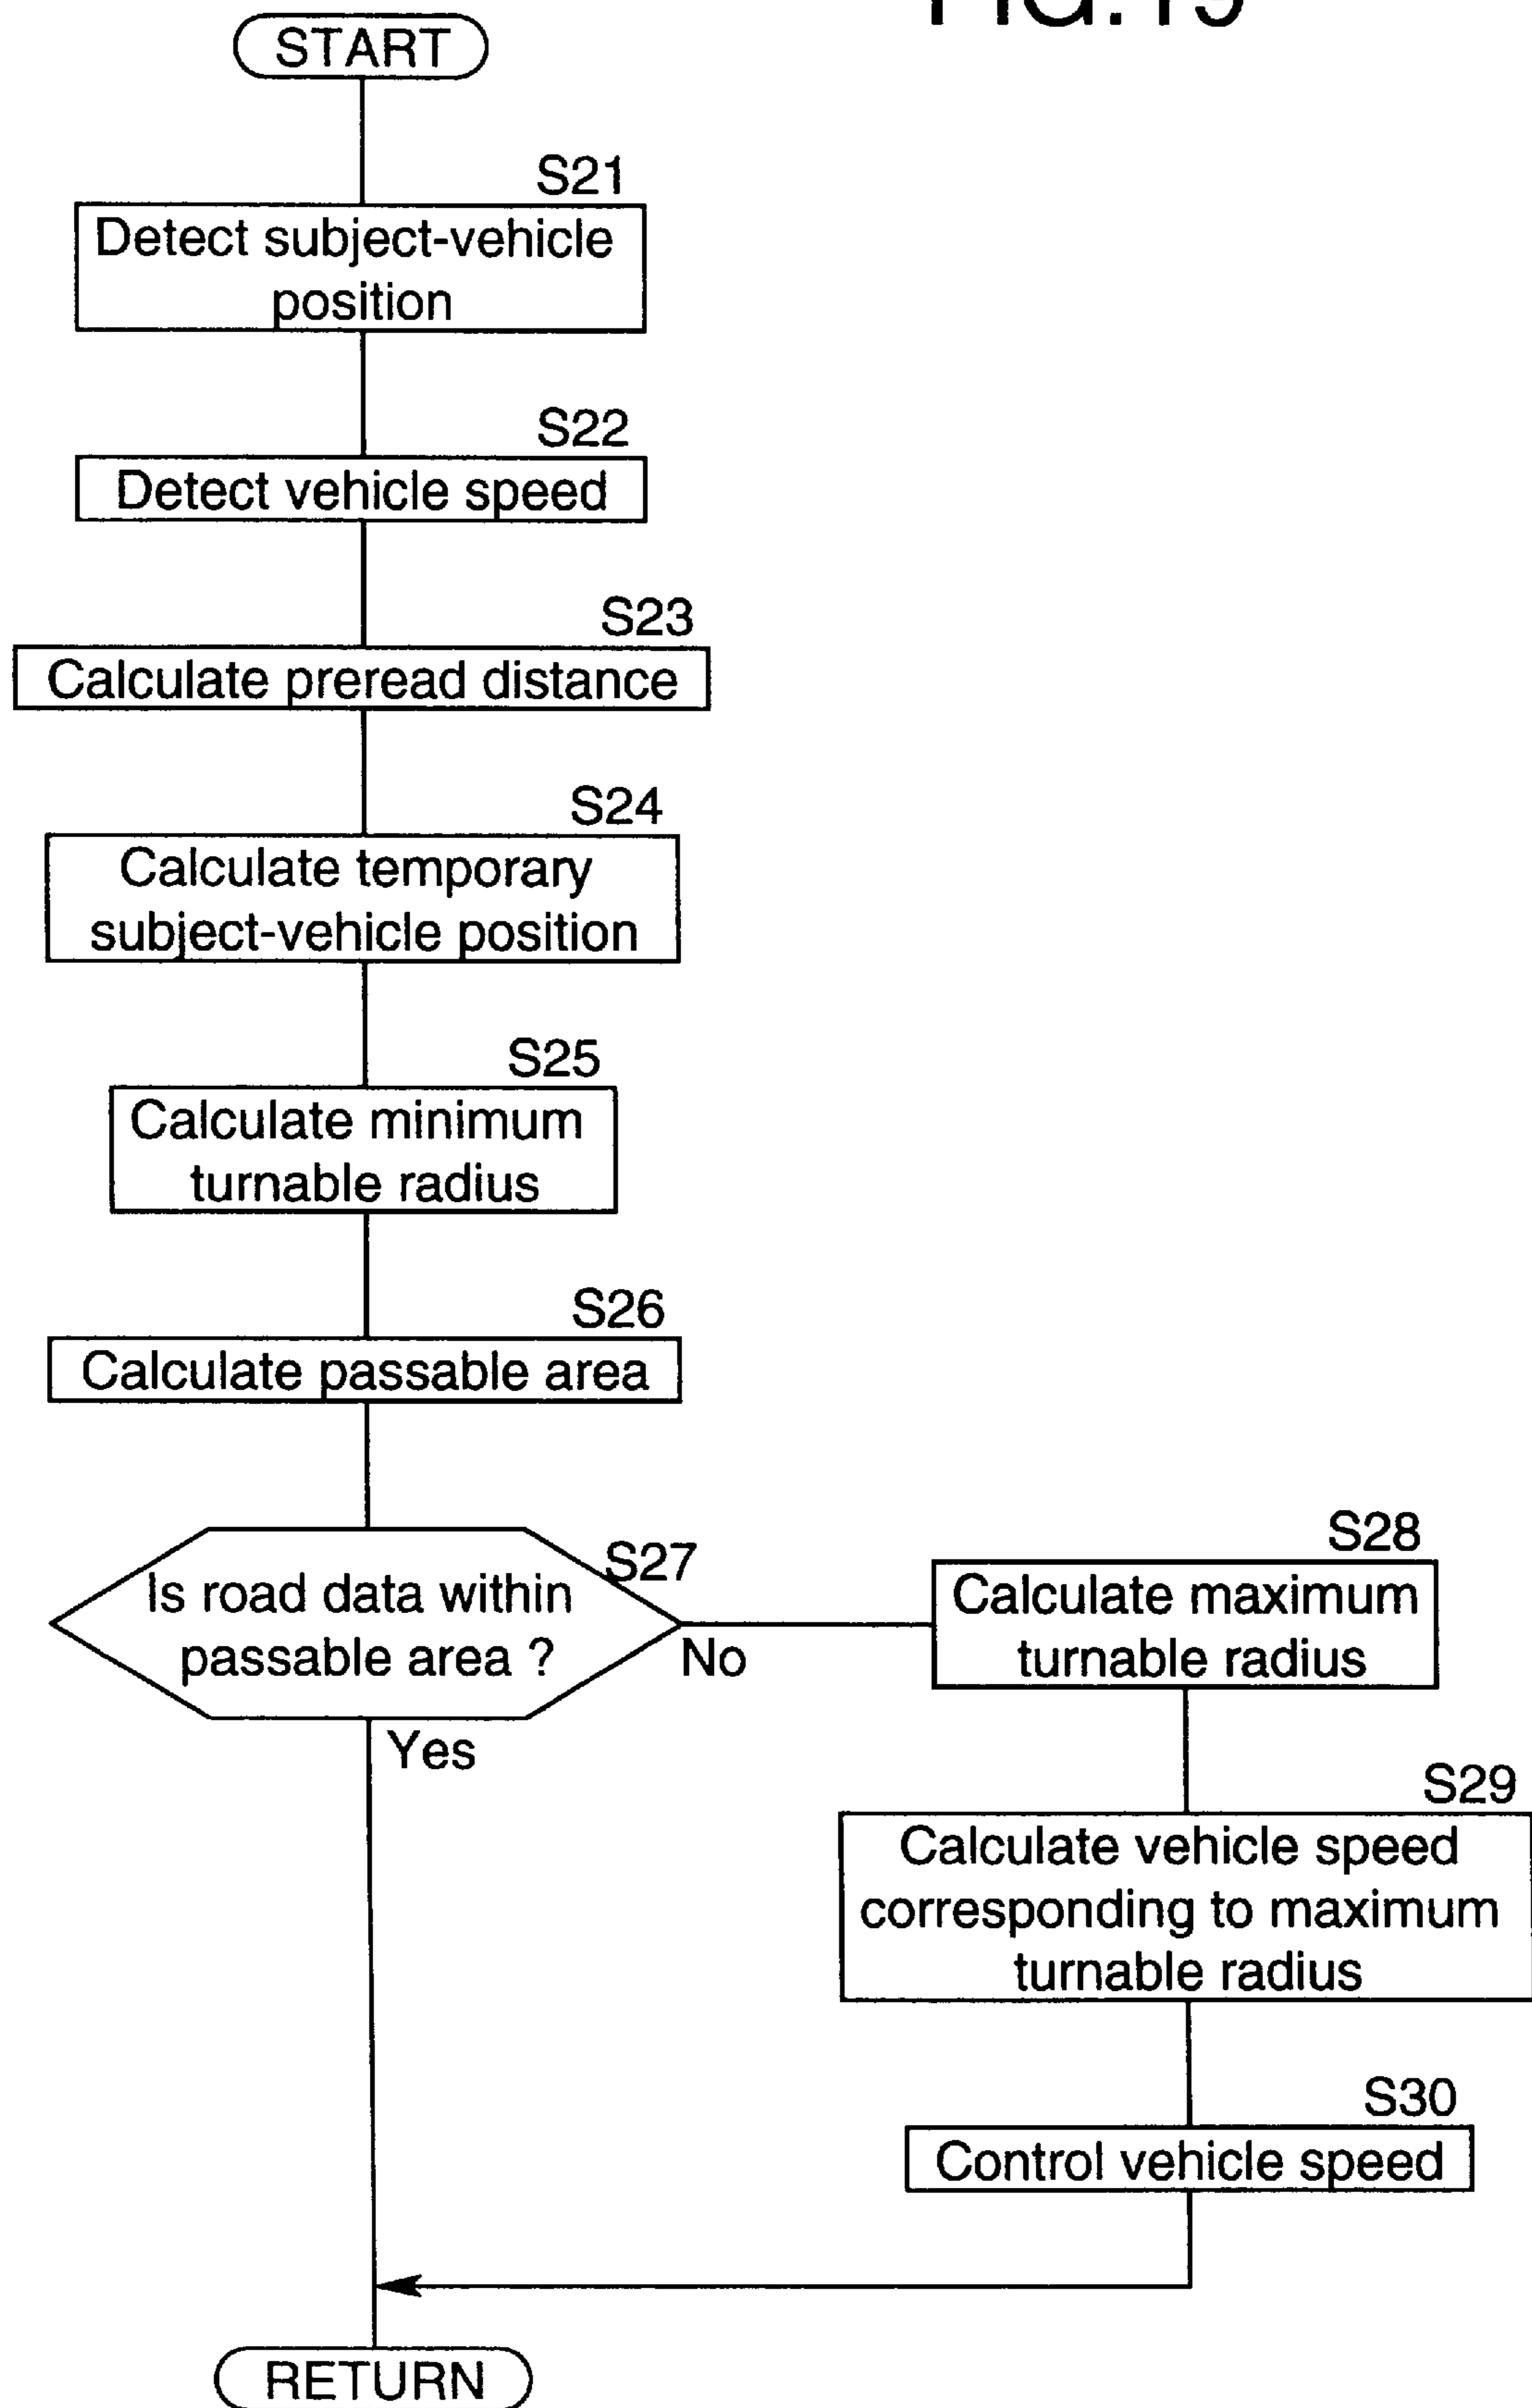 FIG.19
START
S21
Detect subject-vehicle
position
S22
Detect vehicle speed
S23
Calculate preread distance
S24
Calculate temporary
subject-vehicle position
S25
Calculate minimum
turnable radius
S26
Calculate passable area
S27
Is road data within
passable area ?
No
Yes
S28
Calculate maximum
turnable radius
S29
Calculate vehicle speed
corresponding to maximum
turnable radius
S30
Control vehicle speed
RETURN